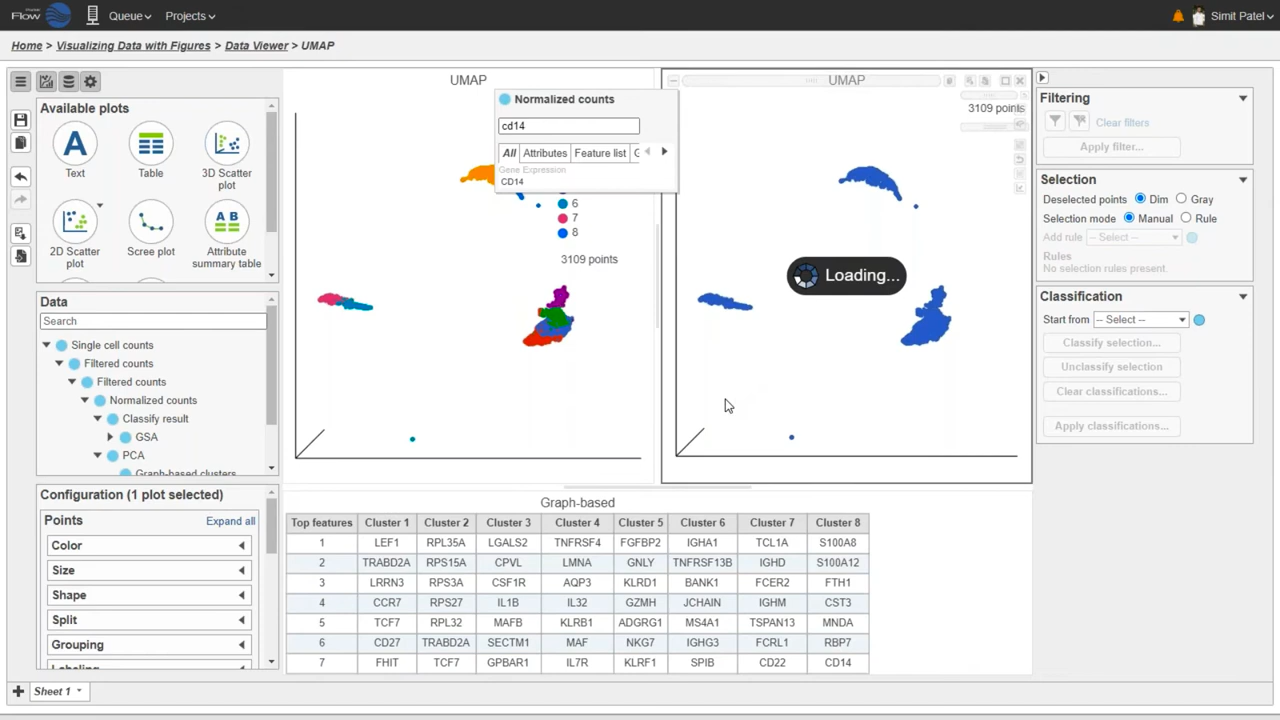 Flow
Queue
Projects
Simit Patel
Home > Visualizing Data with Figures > Data Viewer > UMAP
Available plots
Text
Table
3D Scatter plot
2D Scatter plot
Scree plot
Attribute summary table
Data
Search
Single cell counts
Filtered counts
Filtered counts
Normalized counts
Classify result
GSA
PCA
Graph-based clusters
Configuration (1 plot selected)
Points
Expand all
Color
Size
Shape
Split
Grouping
Labeling
Sheet 1
UMAP
Normalized counts
cd14
All
Attributes
Feature list
G
Gene Expression
CD14
6
7
8
3109 points
UMAP
3109 points
Loading...
Graph-based
Top features Cluster 1 Cluster 2 Cluster 3 Cluster 4 Cluster 5 Cluster 6 Cluster 7 Cluster 8
1 LEF1 RPL35A LGALS2 TNFRSF4 FGFBP2 IGHA1 TCL1A S100A8
2 TRABD2A RPS15A CPVL LMNA GNLY TNFRSF13B IGHD S100A12
3 LRRN3 RPS3A CSF1R AQP3 KLRD1 BANK1 FCER2 FTH1
4 CCR7 RPS27 IL1B IL32 GZMH JCHAIN IGHM CST3
5 TCF7 RPL32 MAFB KLRB1 ADGRG1 MS4A1 TSPAN13 MNDA
6 CD27 TRABD2A SECTM1 MAF NKG7 IGHG3 FCRL1 RBP7
7 FHIT TCF7 GPBAR1 IL7R KLRF1 SPIB CD22 CD14
Filtering
Clear filters
Apply filter...
Selection
Deselected points Dim Gray
Selection mode Manual Rule
Add rule -- Select --
Rules
No selection rules present.
Classification
Start from -- Select --
Classify selection...
Unclassify selection
Clear classifications...
Apply classifications...